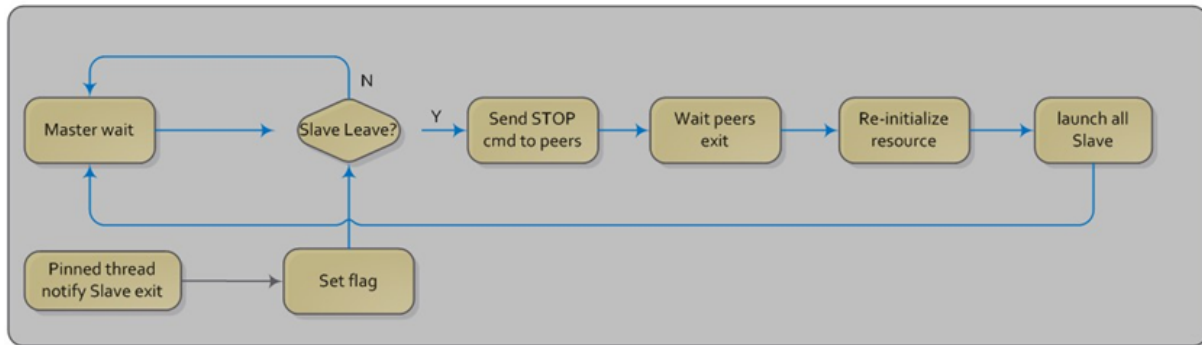 N
Master wait
Slave Leave?
Y
Send STOP
cmd to peers
Wait peers
exit
Re-initialize
resource
launch all
Slave
Pinned thread
notify Slave exit
Set flag